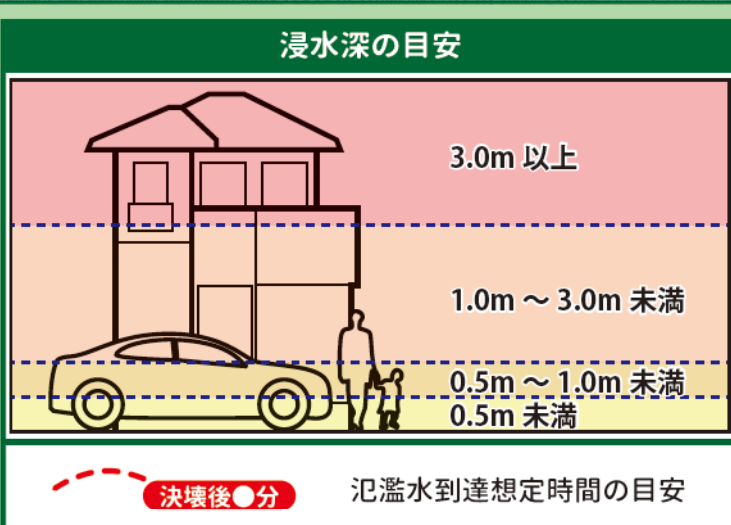 浸水深の目安
3.0m 以上
1.0m ～ 3.0m 未満
0.5m ～ 1.0m 未満
0.5m 未満
決壊後●分
氾濫水到達想定時間の目安